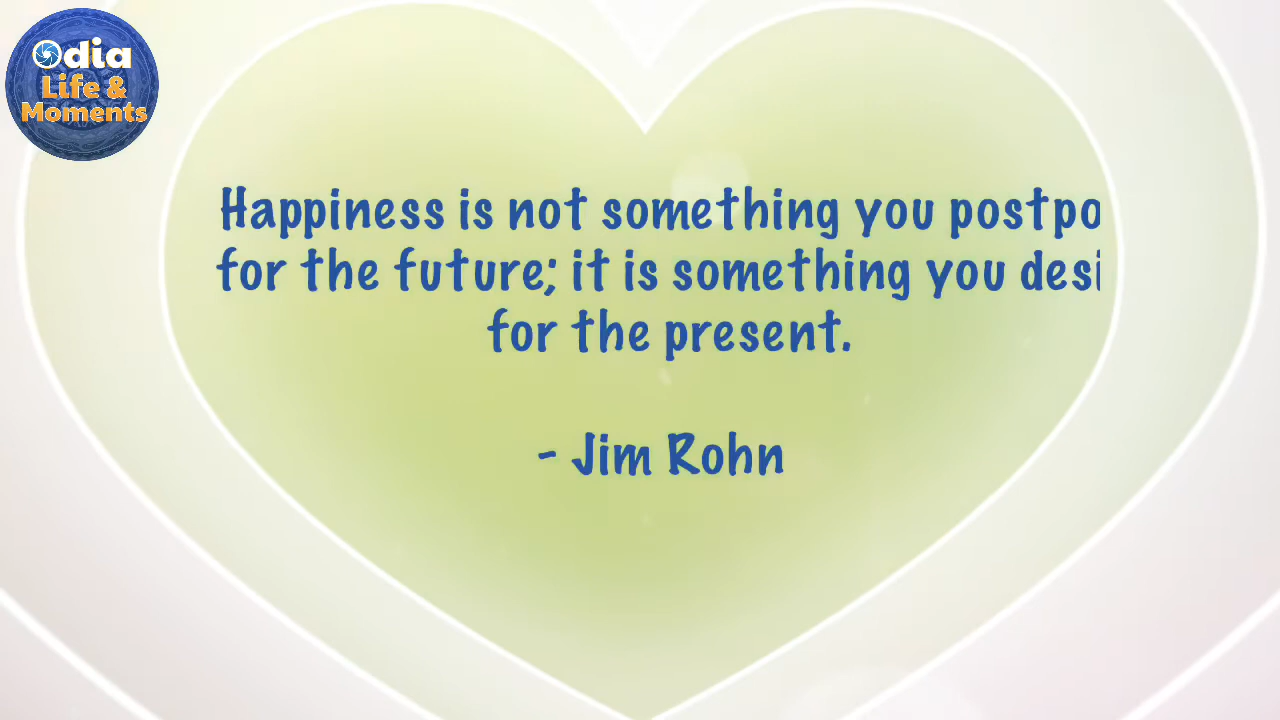 Odia
Life &
Moments
Happiness is not something you postpo
for the future; it is something you desi
for the present.
- Jim Rohn